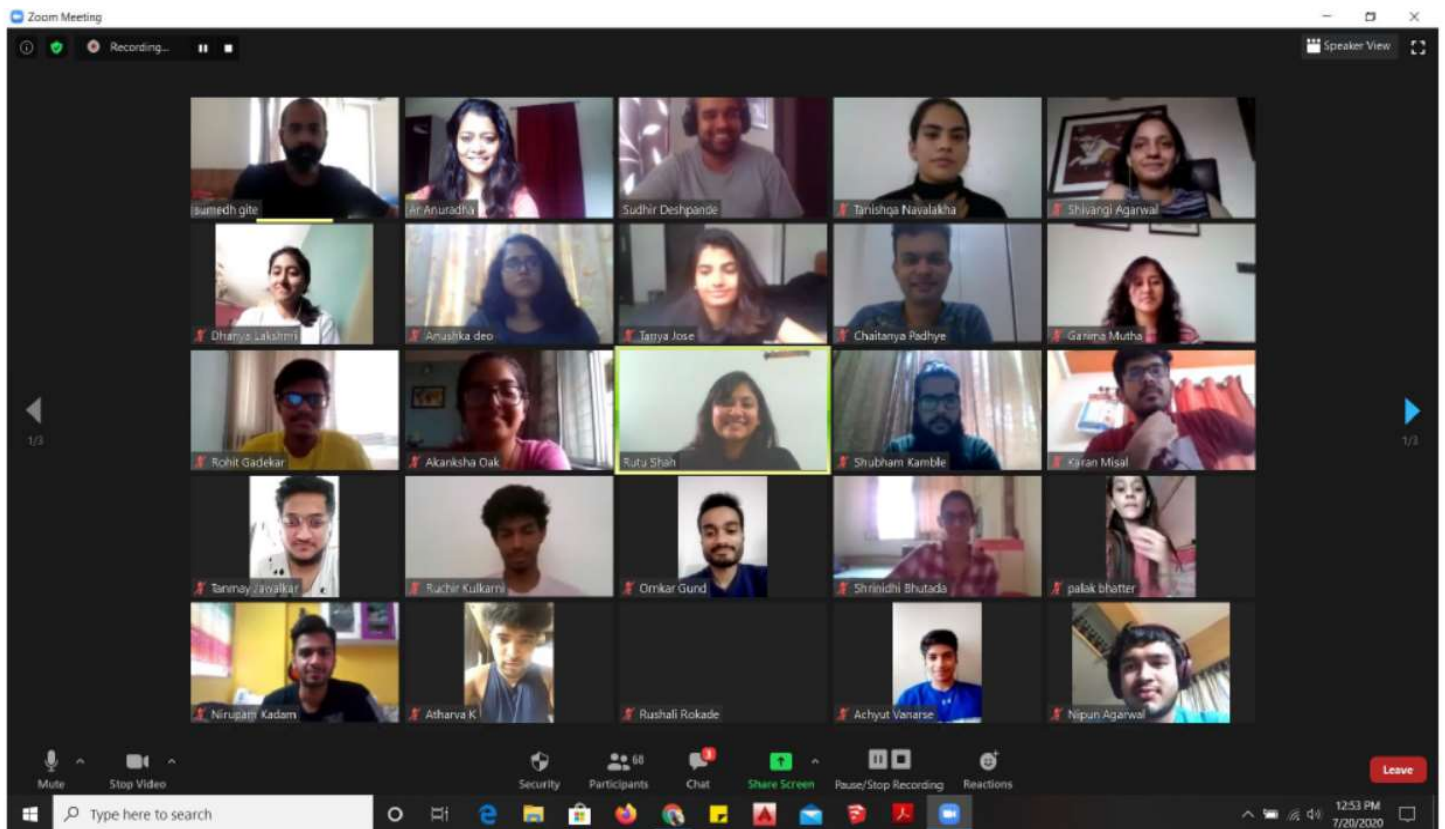 Zoom Meeting
Recording...
Speaker View
sumedh gite
Ar Anuradha
Sudhir Deshpande
Tanishqa Navalakha
Shivangi Agarwal
Dhanya Lakshmi
Anushka deo
Tanya Jose
Chaitanya Padhye
Garima Mutha
Rohit Gadekar
Akanksha Oak
Rutu Shah
Shubham Kamble
Karan Misal
1/3
1/3
Tanmay Zawalkar
Ruchir Kulkarni
Omkar Gund
Shrinidhi Bhutada
palak bhatter
Nirupam Kadam
Atharva K
Rushali Rokade
Achyut Vanarse
Nipun Agarwal
68
3
Mute
Stop Video
Security
Participants
Chat
Share Screen
Pause/Stop Recording
Reactions
Leave
Type here to search
12:53 PM
7/20/2020